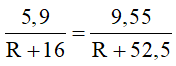 5,9 / (R + 16) = 9,55 / (R + 52,5)